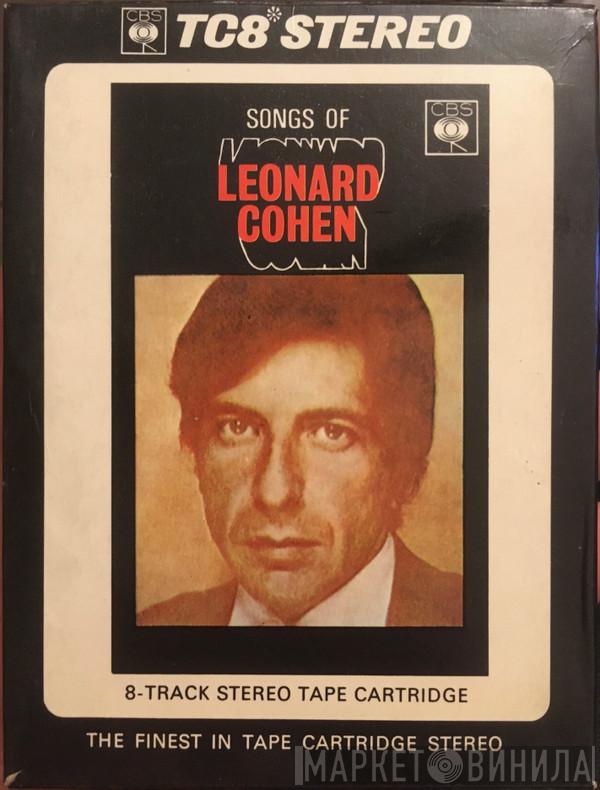 CBS TC8* STEREO
SONGS OF
CBS
LEONARD
COHEN
8-TRACK STEREO TAPE CARTRIDGE
THE FINEST IN TAPE CARTRIDGE STEREO
МАРКЕТ ВИНИЛА